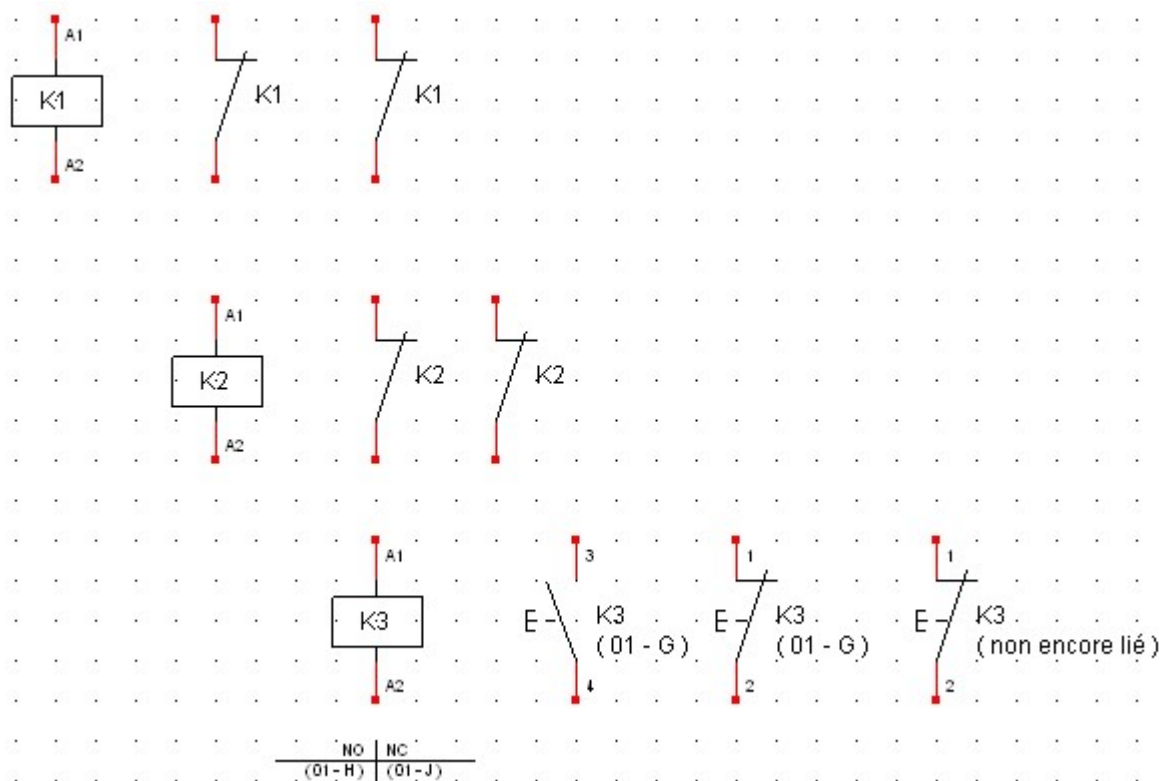 A1
K1 K1 K1
A2
A1
K2 K2 K2
A2
A1 3 1 1
K3 E K3 E K3 E K3
(01 - G) (01 - G) (non encore lié)
A2 4 2 2
NO NC
(01-H) (01-J)